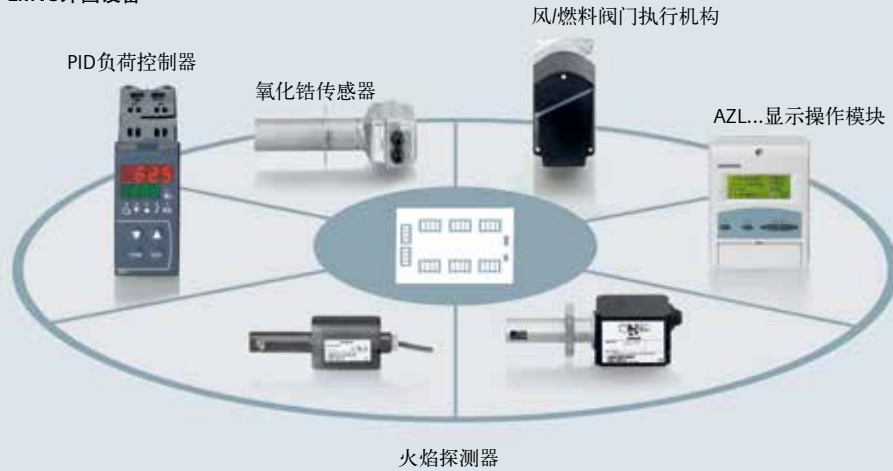 风/燃料阀门执行机构
PID负荷控制器
氧化锆传感器
AZL...显示操作模块
625
火焰探测器